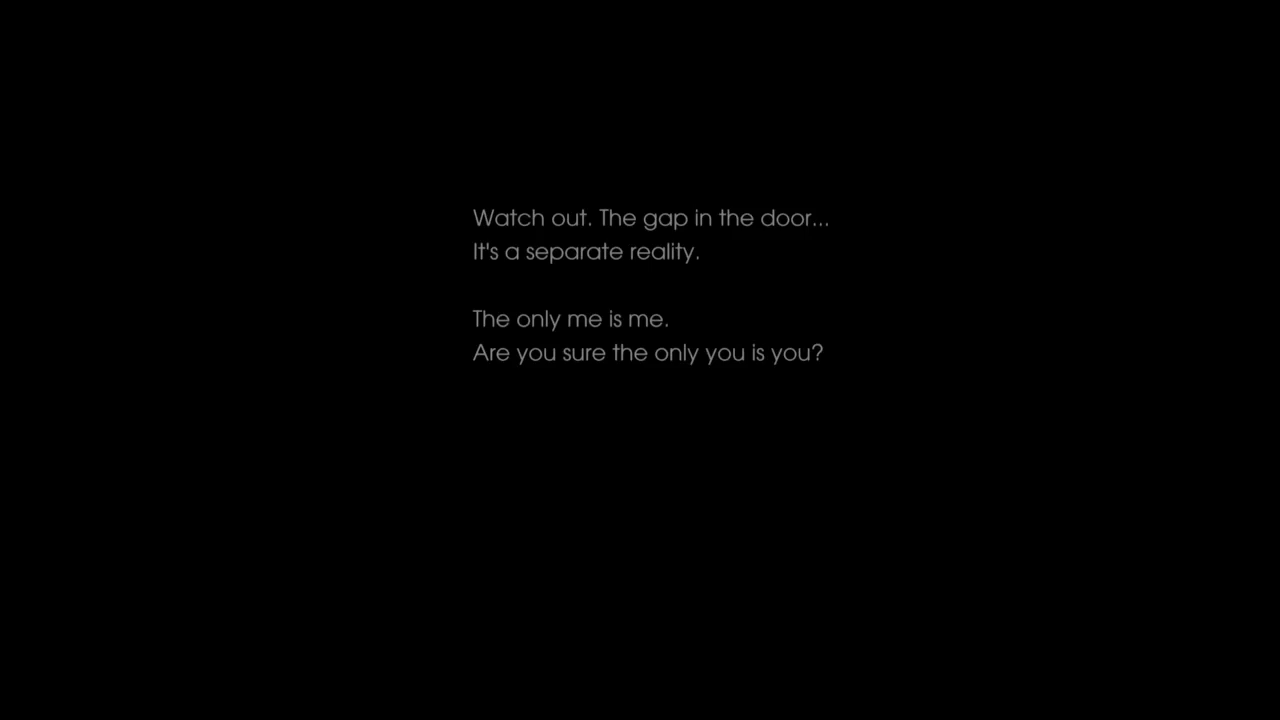 Watch out. The gap in the door...
It's a separate reality.
The only me is me.
Are you sure the only you is you?